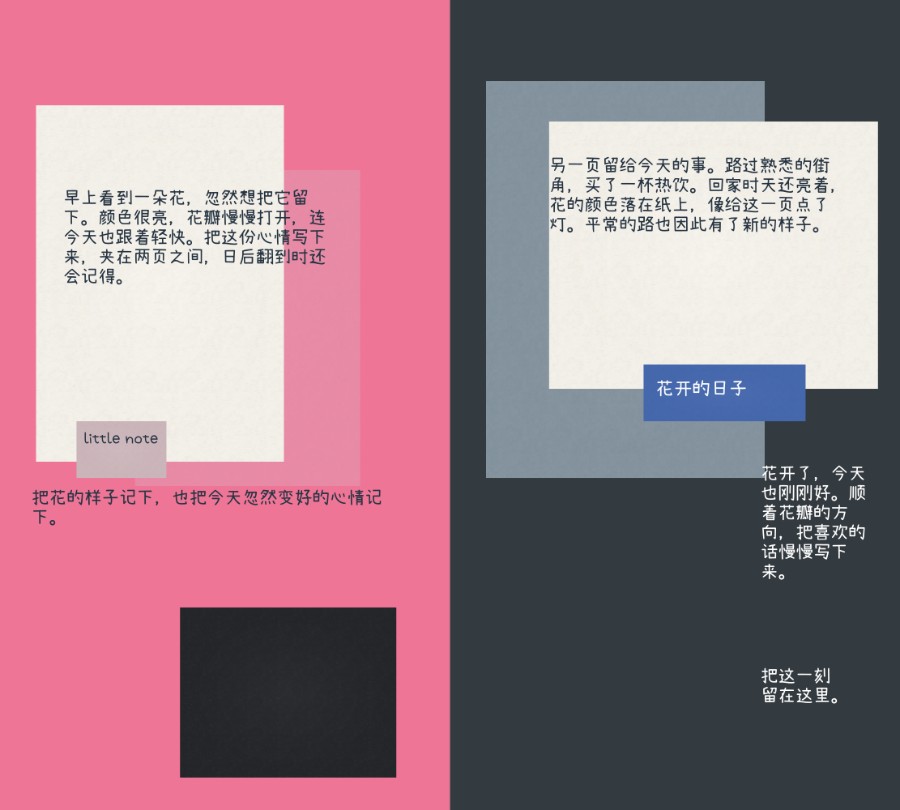 早上看到一朵花，忽然想把它留
下。颜色很亮，花瓣慢慢打开，连
今天也跟着轻快。把这份心情写下
来，夹在两页之间，日后翻到时还
会记得。
little note
把花的样子记下，也把今天忽然变好的心情记
下。
另一页留给今天的事。路过熟悉的街
角，买了一杯热饮。回家时天还亮着，
花的颜色落在纸上，像给这一页点了
灯。平常的路也因此有了新的样子。
花开的日子
花开了，今天
也刚刚好。顺
着花瓣的方
向，把喜欢的
话慢慢写下
来。
把这一刻
留在这里。